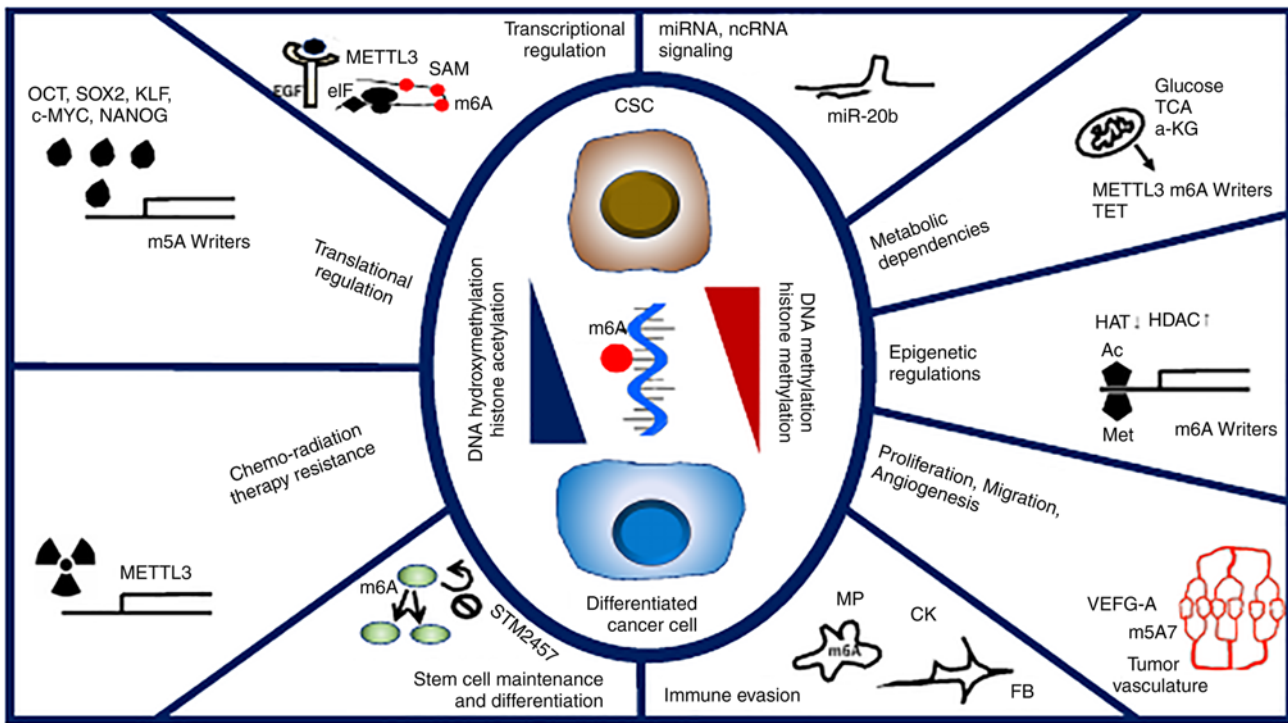 Transcriptional
regulation
miRNA, ncRNA
signaling
METTL3
SAM
EGF
eIF
m6A
miR-20b
Glucose
TCA
a-KG
METTL3 m6A Writers
TET
OCT, SOX2, KLF,
c-MYC, NANOG
m5A Writers
Translational
regulation
CSC
Metabolic
dependencies
DNA hydroxymethylation
histone acetylation
m6A
DNA methylation
histone methylation
Epigenetic
regulations
HAT↓ HDAC↑
Ac
Met
m6A Writers
Chemo-radiation
therapy resistance
METTL3
Proliferation, Migration,
Angiogenesis
VEFG-A
m5A7
Tumor
vasculature
m6A
STM2457
Stem cell maintenance
and differentiation
Differentiated
cancer cell
Immune evasion
MP
m6A
CK
FB